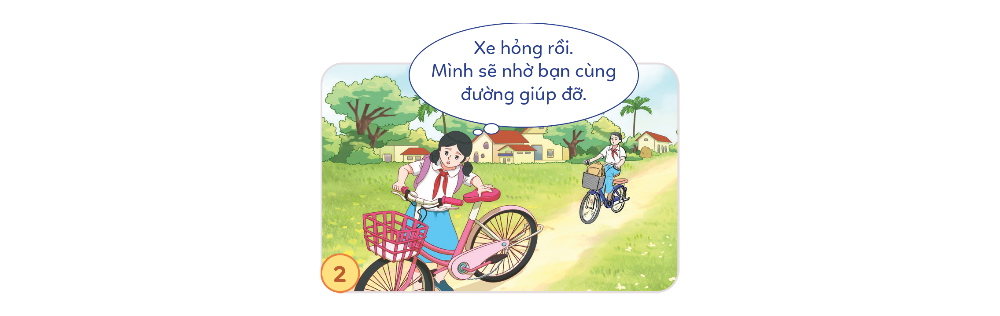 Xe hỏng rồi.
Mình sẽ nhờ bạn cùng
đường giúp đỡ.
2